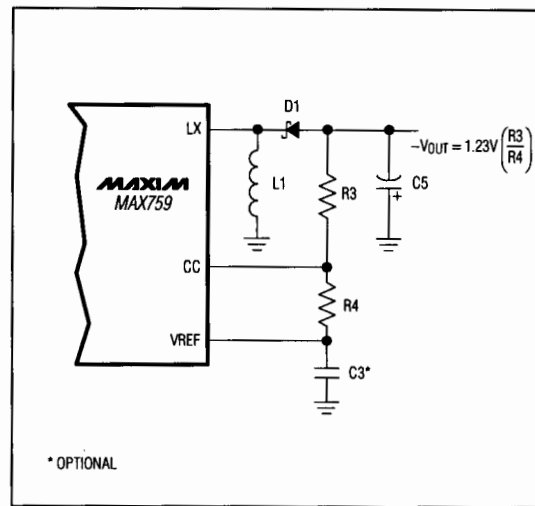 D1
LX
–VOUT = 1.23V (R3/R4)
MAXIM
MAX759
L1
R3
C5
+
CC
R4
VREF
C3*
* OPTIONAL